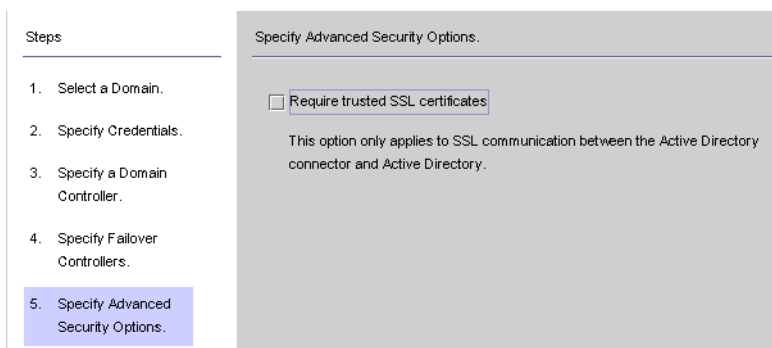 Steps
1. Select a Domain.
2. Specify Credentials.
3. Specify a Domain
Controller.
4. Specify Failover
Controllers.
5. Specify Advanced
Security Options.
Specify Advanced Security Options.
Require trusted SSL certificates
This option only applies to SSL communication between the Active Directory
connector and Active Directory.